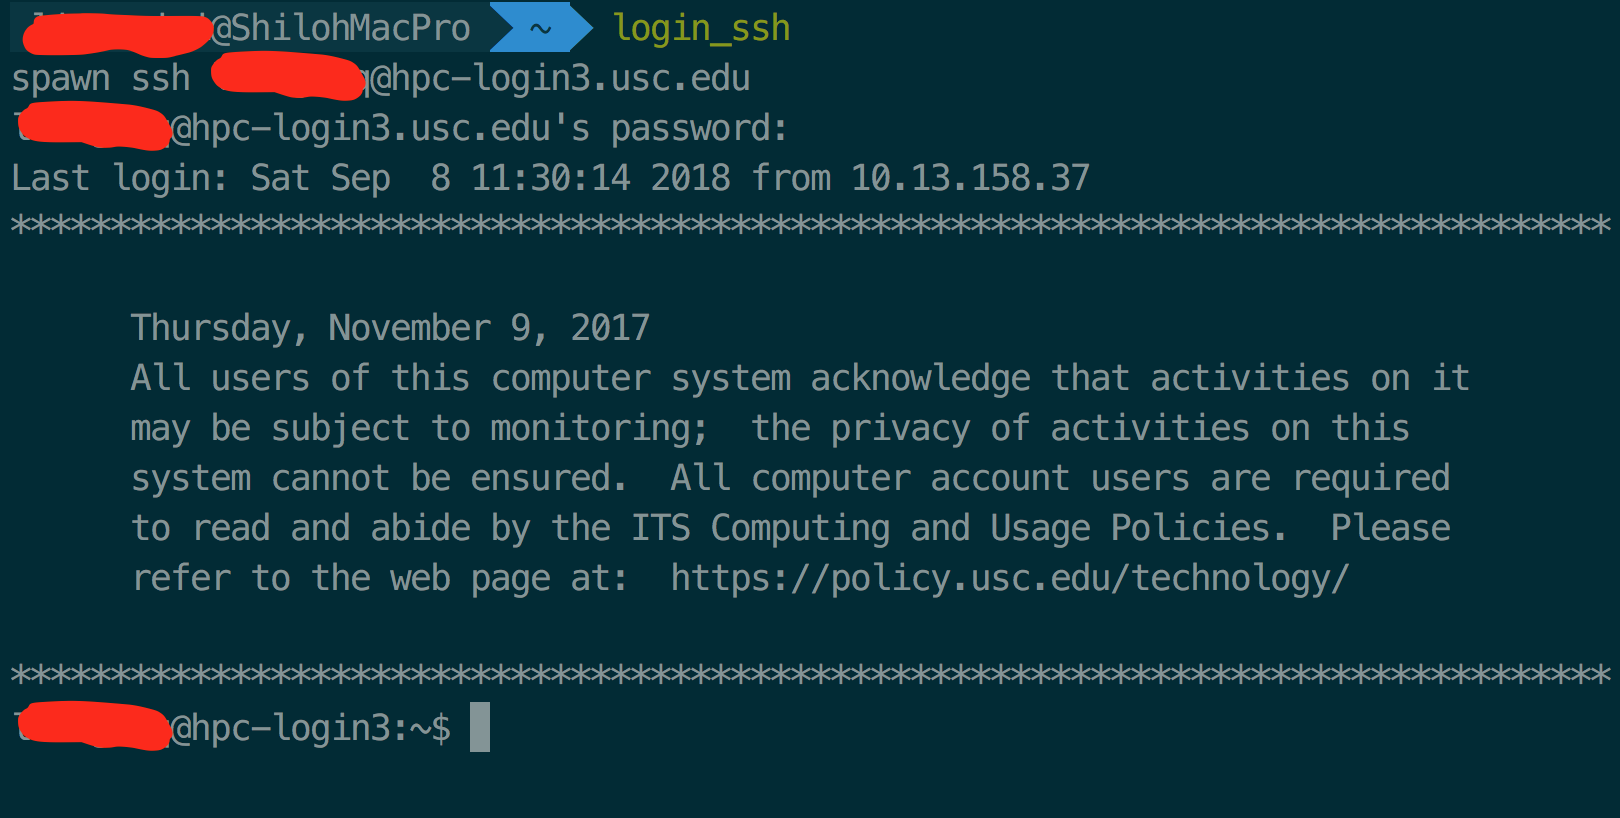 @ShilohMacPro ~ login_ssh
spawn ssh q@hpc-login3.usc.edu
@hpc-login3.usc.edu's password:
Last login: Sat Sep  8 11:30:14 2018 from 10.13.158.37
********************************************************************************
Thursday, November 9, 2017
All users of this computer system acknowledge that activities on it
may be subject to monitoring;  the privacy of activities on this
system cannot be ensured.  All computer account users are required
to read and abide by the ITS Computing and Usage Policies.  Please
refer to the web page at:  https://policy.usc.edu/technology/
********************************************************************************
@hpc-login3:~$